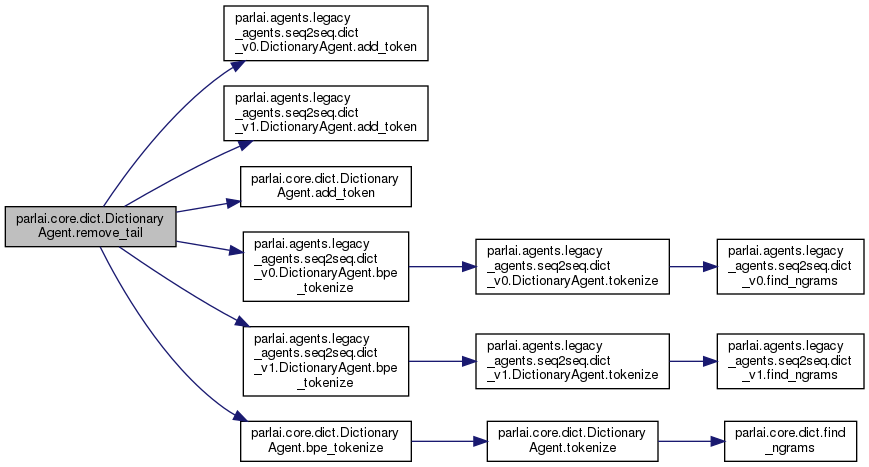 parlai.agents.legacy
_agents.seq2seq.dict
_v0.DictionaryAgent.add_token
parlai.agents.legacy
_agents.seq2seq.dict
_v1.DictionaryAgent.add_token
parlai.core.dict.Dictionary
Agent.add_token
parlai.core.dict.Dictionary
Agent.remove_tail
parlai.agents.legacy
_agents.seq2seq.dict
_v0.DictionaryAgent.bpe
_tokenize
parlai.agents.legacy
_agents.seq2seq.dict
_v0.DictionaryAgent.tokenize
parlai.agents.legacy
_agents.seq2seq.dict
_v0.find_ngrams
parlai.agents.legacy
_agents.seq2seq.dict
_v1.DictionaryAgent.bpe
_tokenize
parlai.agents.legacy
_agents.seq2seq.dict
_v1.DictionaryAgent.tokenize
parlai.agents.legacy
_agents.seq2seq.dict
_v1.find_ngrams
parlai.core.dict.Dictionary
Agent.bpe_tokenize
parlai.core.dict.Dictionary
Agent.tokenize
parlai.core.dict.find
_ngrams